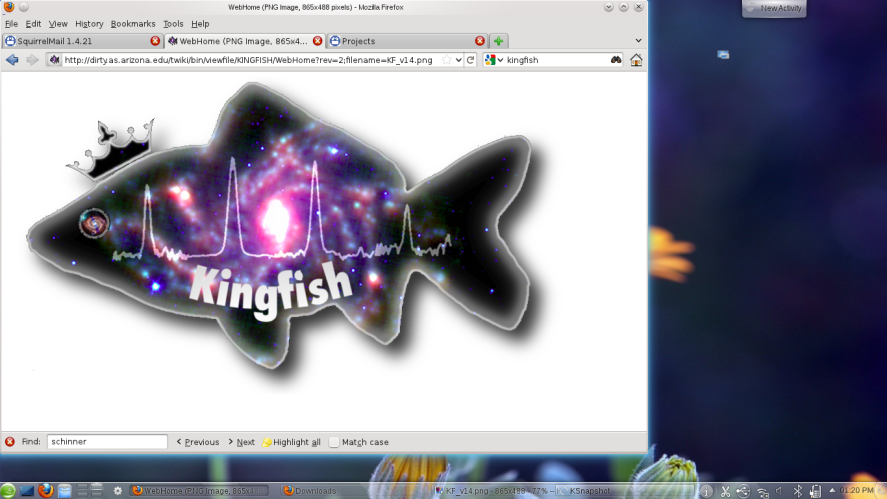 WebHome (PNG Image, 865x488 pixels) - Mozilla Firefox
New Activity
File Edit View History Bookmarks Tools Help
SquirrelMail 1.4.21
WebHome (PNG Image, 865x4...
Projects
http://dirty.as.arizona.edu/twiki/bin/viewfile/KINGFISH/WebHome?rev=2;filename=KF_v14.png
kingfish
Kingfish
Find: schinner Previous Next Highlight all Match case
WebHome (PNG Image, 865x4
Downloads
KF_v14.png - 865x488 - 77% – KSnapshot
01:20 PM